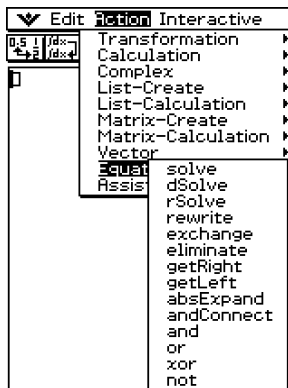 Edit Action Interactive
Transformation
Calculation
Complex
List-Create
List-Calculation
Matrix-Create
Matrix-Calculation
Vector
Equat
Assis
solve
dSolve
rSolve
rewrite
exchange
eliminate
getRight
getLeft
absExpand
andConnect
and
or
xor
not